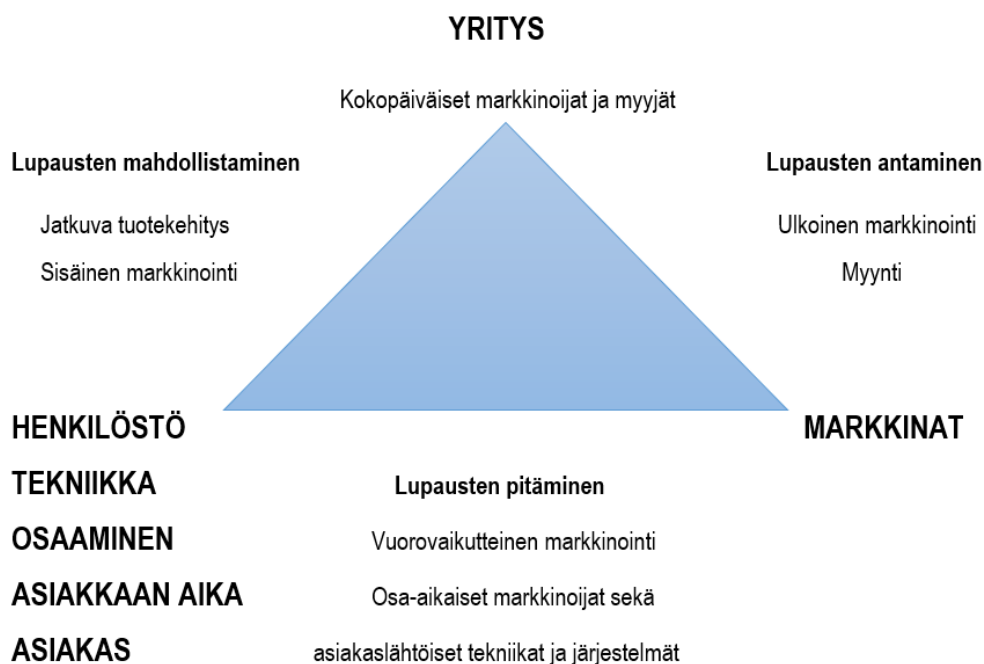 YRITYS
Kokopäiväiset markkinoijat ja myyjät
Lupausten mahdollistaminen
Jatkuva tuotekehitys
Sisäinen markkinointi
Lupausten antaminen
Ulkoinen markkinointi
Myynti
HENKILÖSTÖ
TEKNIIKKA
OSAAMINEN
ASIAKKAAN AIKA
ASIAKAS
MARKKINAT
Lupausten pitäminen
Vuorovaikutteinen markkinointi
Osa-aikaiset markkinoijat sekä
asiakaslähtöiset tekniikat ja järjestelmät